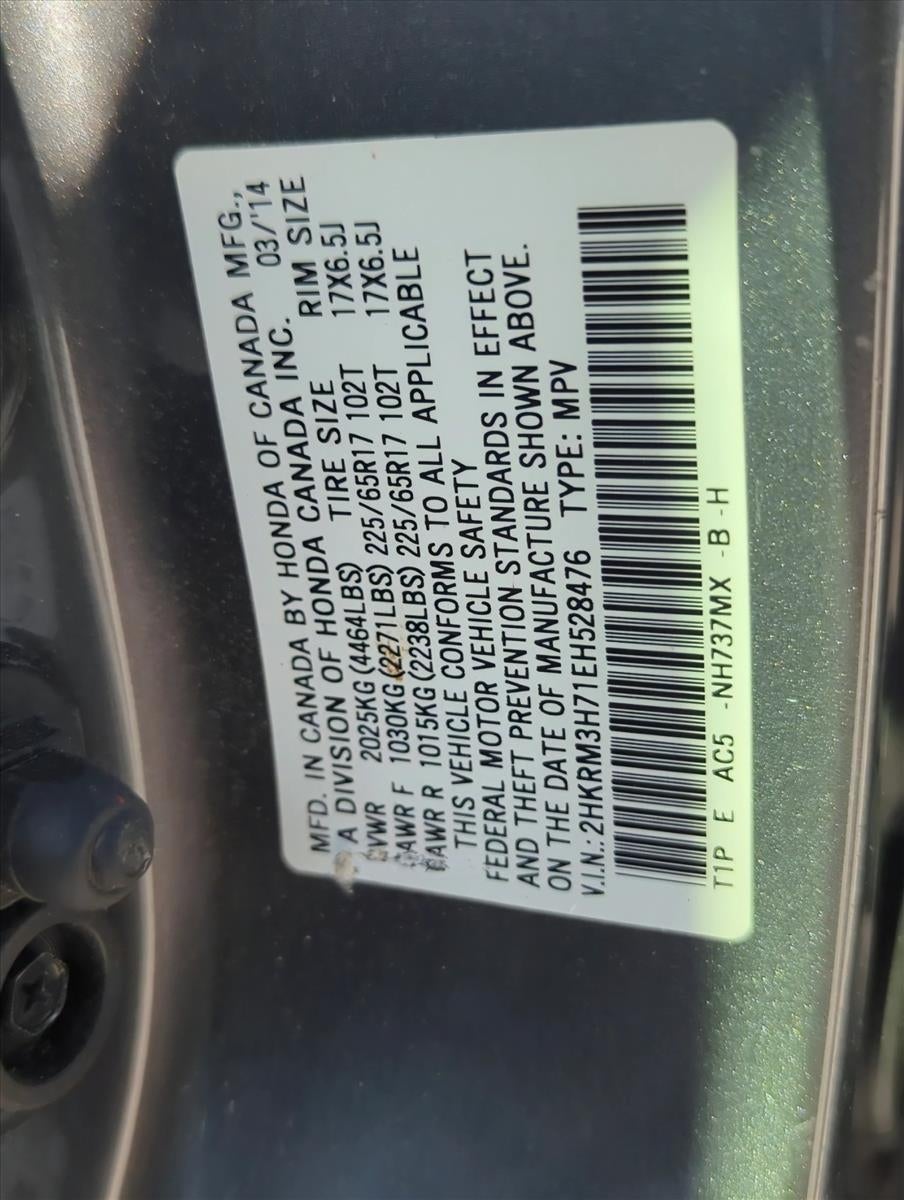 MFD. IN CANADA BY HONDA OF CANADA MFG.,
A DIVISION OF HONDA CANADA INC. 03/'14
VWR 2025KG(4464LBS) TIRE SIZE RIM SIZE
AWR F 1030KG(2271LBS) 225/65R17 102T 17X6.5J
AWR R 1015KG(2238LBS) 225/65R17 102T 17X6.5J
THIS VEHICLE CONFORMS TO ALL APPLICABLE
FEDERAL MOTOR VEHICLE SAFETY
AND THEFT PREVENTION STANDARDS IN EFFECT
ON THE DATE OF MANUFACTURE SHOWN ABOVE.
V.I.N.: 2HKRM3H71EH528476 TYPE: MPV
T1P E AC5 -NH737MX -B -H